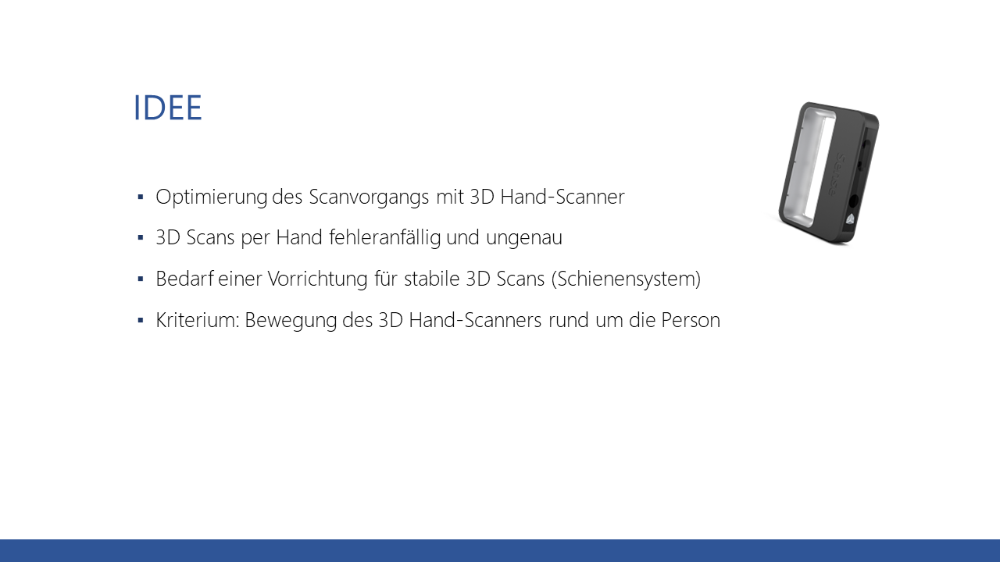 IDEE
▪ Optimierung des Scanvorgangs mit 3D Hand-Scanner
▪ 3D Scans per Hand fehleranfällig und ungenau
▪ Bedarf einer Vorrichtung für stabile 3D Scans (Schienensystem)
▪ Kriterium: Bewegung des 3D Hand-Scanners rund um die Person
Sense